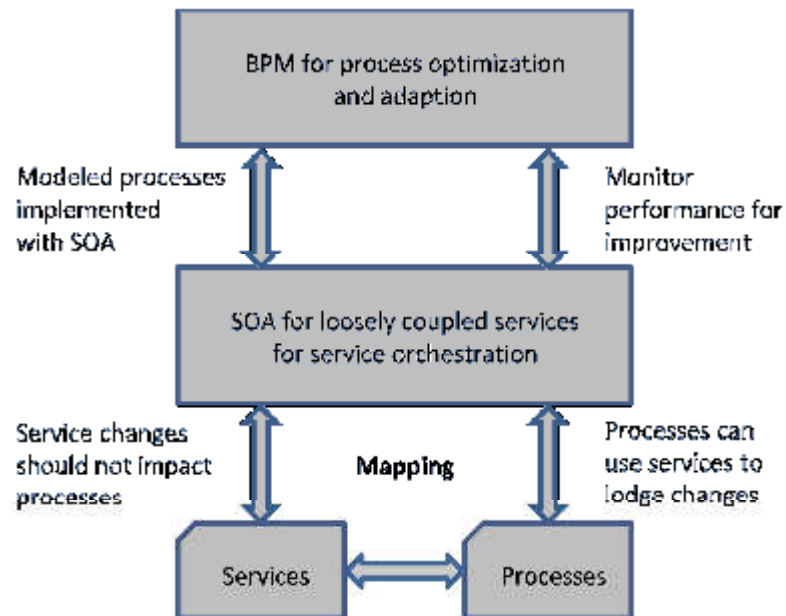 BPM for process optimization
and adaption
Modeled processes
implemented
with SOA
Monitor
performance for
improvement
SOA for loosely coupled services
for service orchestration
Service changes
should not impact
processes
Mapping
Processes can
use services to
lodge changes
Services
Processes